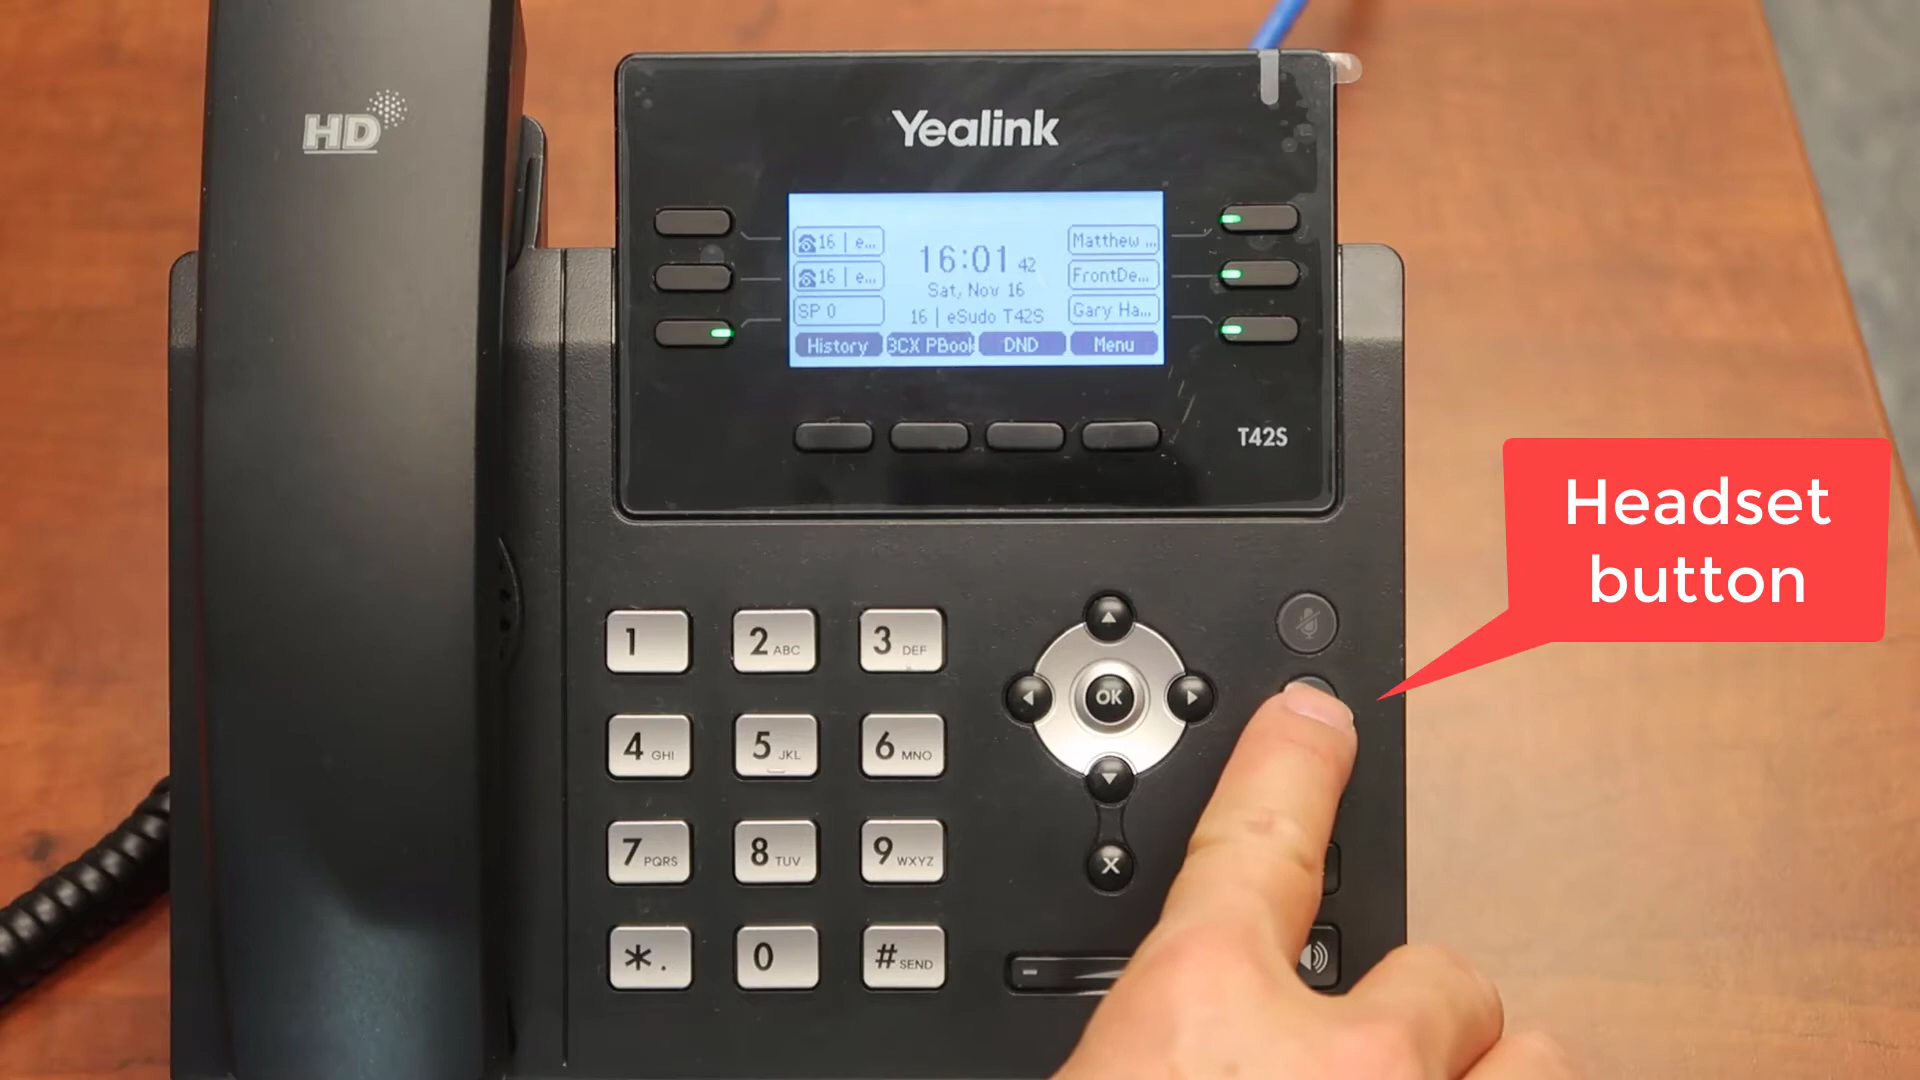 HD
Yealink
16 | e...
16:01 42
Matthew ...
16 | e...
Sat, Nov 16
FrontDe...
SP 0
16 | eSudo T42S
Gary Ha...
History
3CX PBook
DND
Menu
T42S
Headset
button
1
2 ABC
3 DEF
OK
4 GHI
5 JKL
6 MNO
7 PQRS
8 TUV
9 WXYZ
X
* .
0
# SEND
-